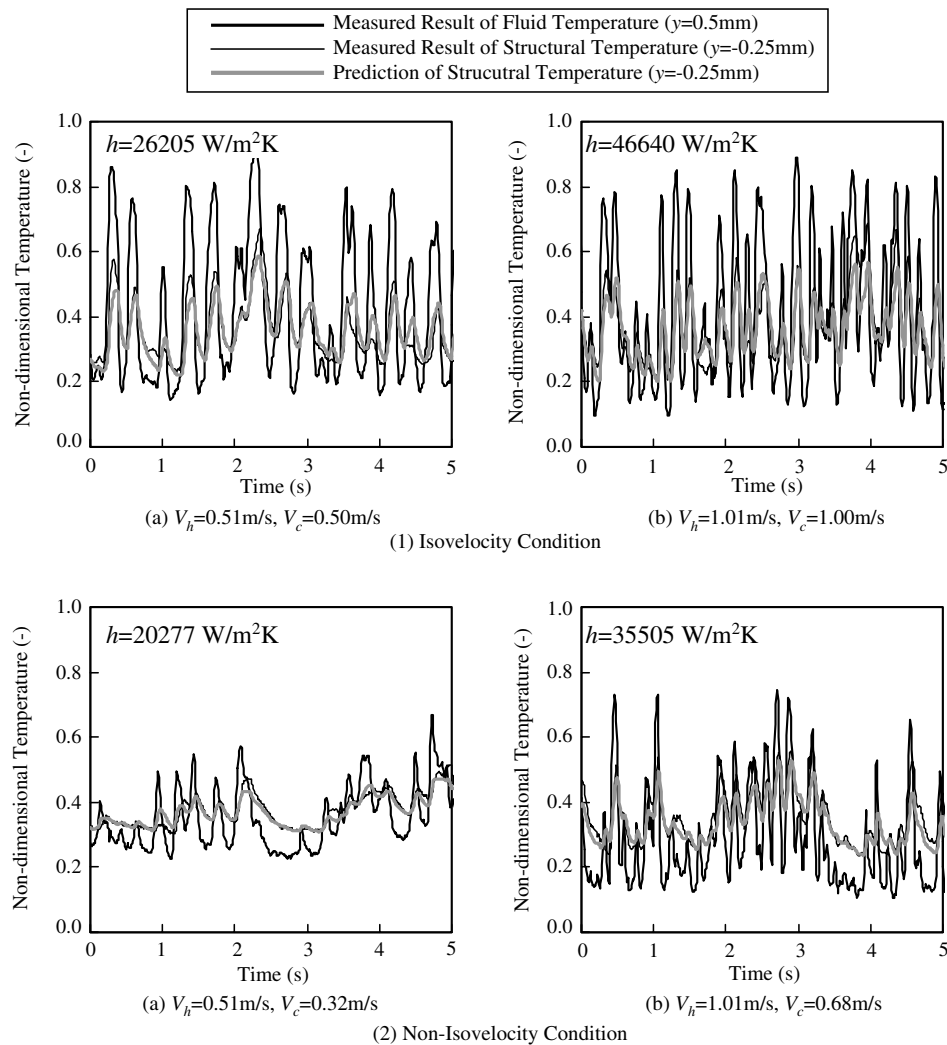 Measured Result of Fluid Temperature (y=0.5mm)
Measured Result of Structural Temperature (y=-0.25mm)
Prediction of Strucutral Temperature (y=-0.25mm)
Non-dimensional Temperature (-)
1.0
0.8
0.6
0.4
0.2
0.0
h=26205 W/m²K
0 1 2 3 4 5
Time (s)
(a) Vₕ=0.51m/s, V_c=0.50m/s
Non-dimensional Temperature (-)
1.0
0.8
0.6
0.4
0.2
0.0
h=46640 W/m²K
0 1 2 3 4 5
Time (s)
(b) Vₕ=1.01m/s, V_c=1.00m/s
(1) Isovelocity Condition
Non-dimensional Temperature (-)
1.0
0.8
0.6
0.4
0.2
0.0
h=20277 W/m²K
0 1 2 3 4 5
Time (s)
(a) Vₕ=0.51m/s, V_c=0.32m/s
Non-dimensional Temperature (-)
1.0
0.8
0.6
0.4
0.2
0.0
h=35505 W/m²K
0 1 2 3 4 5
Time (s)
(b) Vₕ=1.01m/s, V_c=0.68m/s
(2) Non-Isovelocity Condition